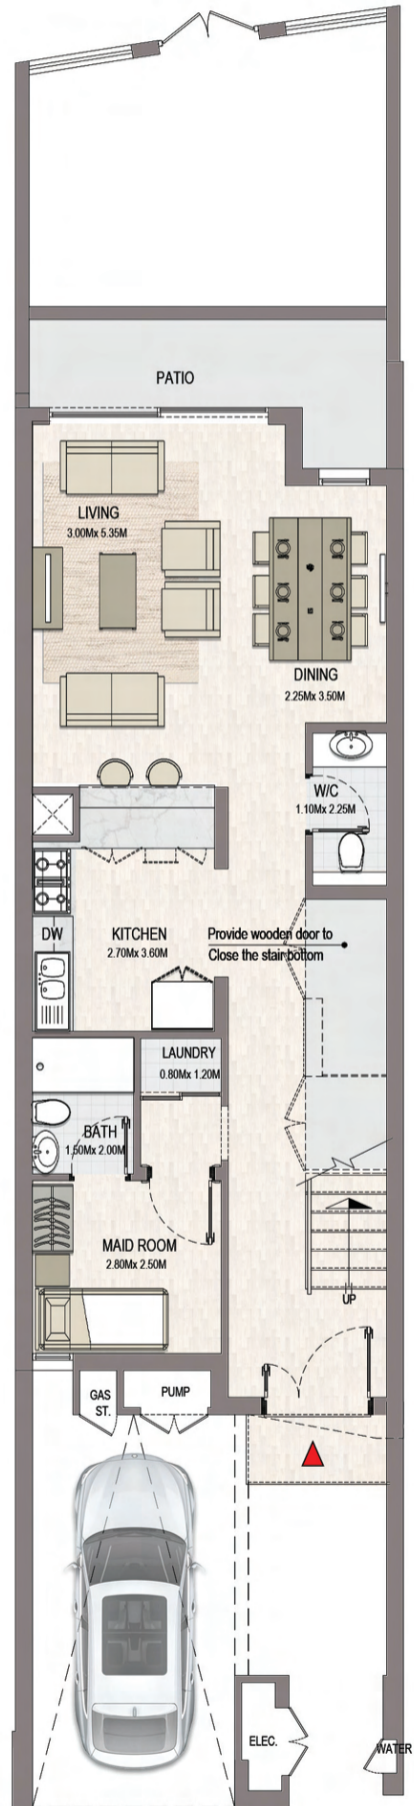 PATIO
LIVING
3.00Mx 5.35M
DINING
2.25Mx 3.50M
W/C
1.10Mx 2.25M
DW
KITCHEN
2.70Mx 3.60M
Provide wooden door to
Close the stair bottom
LAUNDRY
0.80Mx 1.20M
BATH
1.50Mx 2.00M
MAID ROOM
2.80Mx 2.50M
UP
GAS
ST.
PUMP
ELEC.
WATER